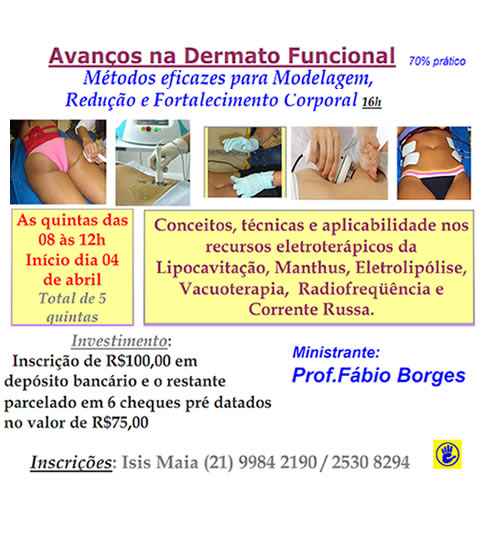 Avanços na Dermato Funcional 70% prático
Métodos eficazes para Modelagem,
Redução e Fortalecimento Corporal 16h
As quintas das
08 às 12h
Início dia 04
de abril
Total de 5
quintas
Conceitos, técnicas e aplicabilidade nos
recursos eletroterápicos da
Lipocavitação, Manthus, Eletrolipólise,
Vacuoterapia, Radiofreqüência e
Corrente Russa.
Investimento:
Inscrição de R$100,00 em
depósito bancário e o restante
parcelado em 6 cheques pré datados
no valor de R$75,00
Ministrante:
Prof.Fábio Borges
Inscrições: Isis Maia (21) 9984 2190 / 2530 8294